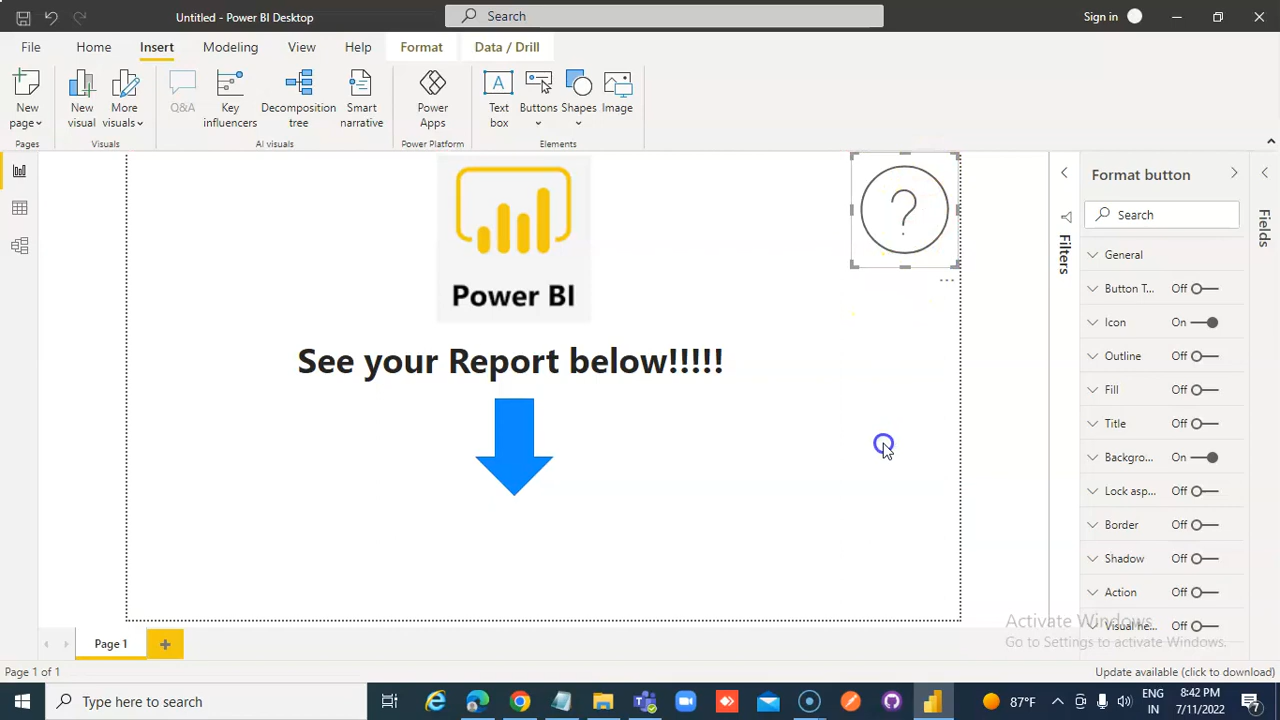 Untitled - Power BI Desktop
Search
Sign in
File
Home
Insert
Modeling
View
Help
Format
Data / Drill
New page
New visual
More visuals
Q&A
Key influencers
Decomposition tree
Smart narrative
Power Apps
Text box
Buttons
Shapes
Image
Pages
Visuals
AI visuals
Power Platform
Elements
Power BI
?
See your Report below!!!!!
Filters
Format button
Search
General
Button T... Off
Icon On
Outline Off
Fill Off
Title Off
Backgro... On
Lock asp... Off
Border Off
Shadow Off
Action Off
Visual he... Off
Fields
Activate Windows
Go to Settings to activate Windows.
Page 1
Page 1 of 1
Update available (click to download)
Type here to search
87°F
ENG
IN
8:42 PM
7/11/2022
7